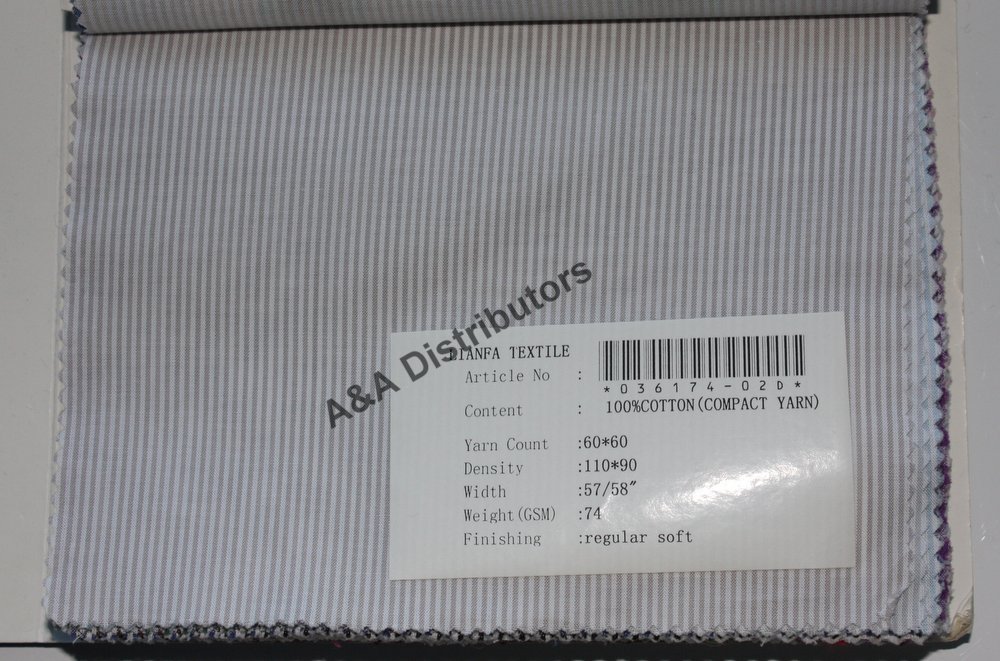 A&A Distributors
LIANFA TEXTILE
Article No :
*036174-02D*
Content : 100%COTTON(COMPACT YARN)
Yarn Count :60*60
Density :110*90
Width :57/58"
Weight(GSM) :74
Finishing :regular soft